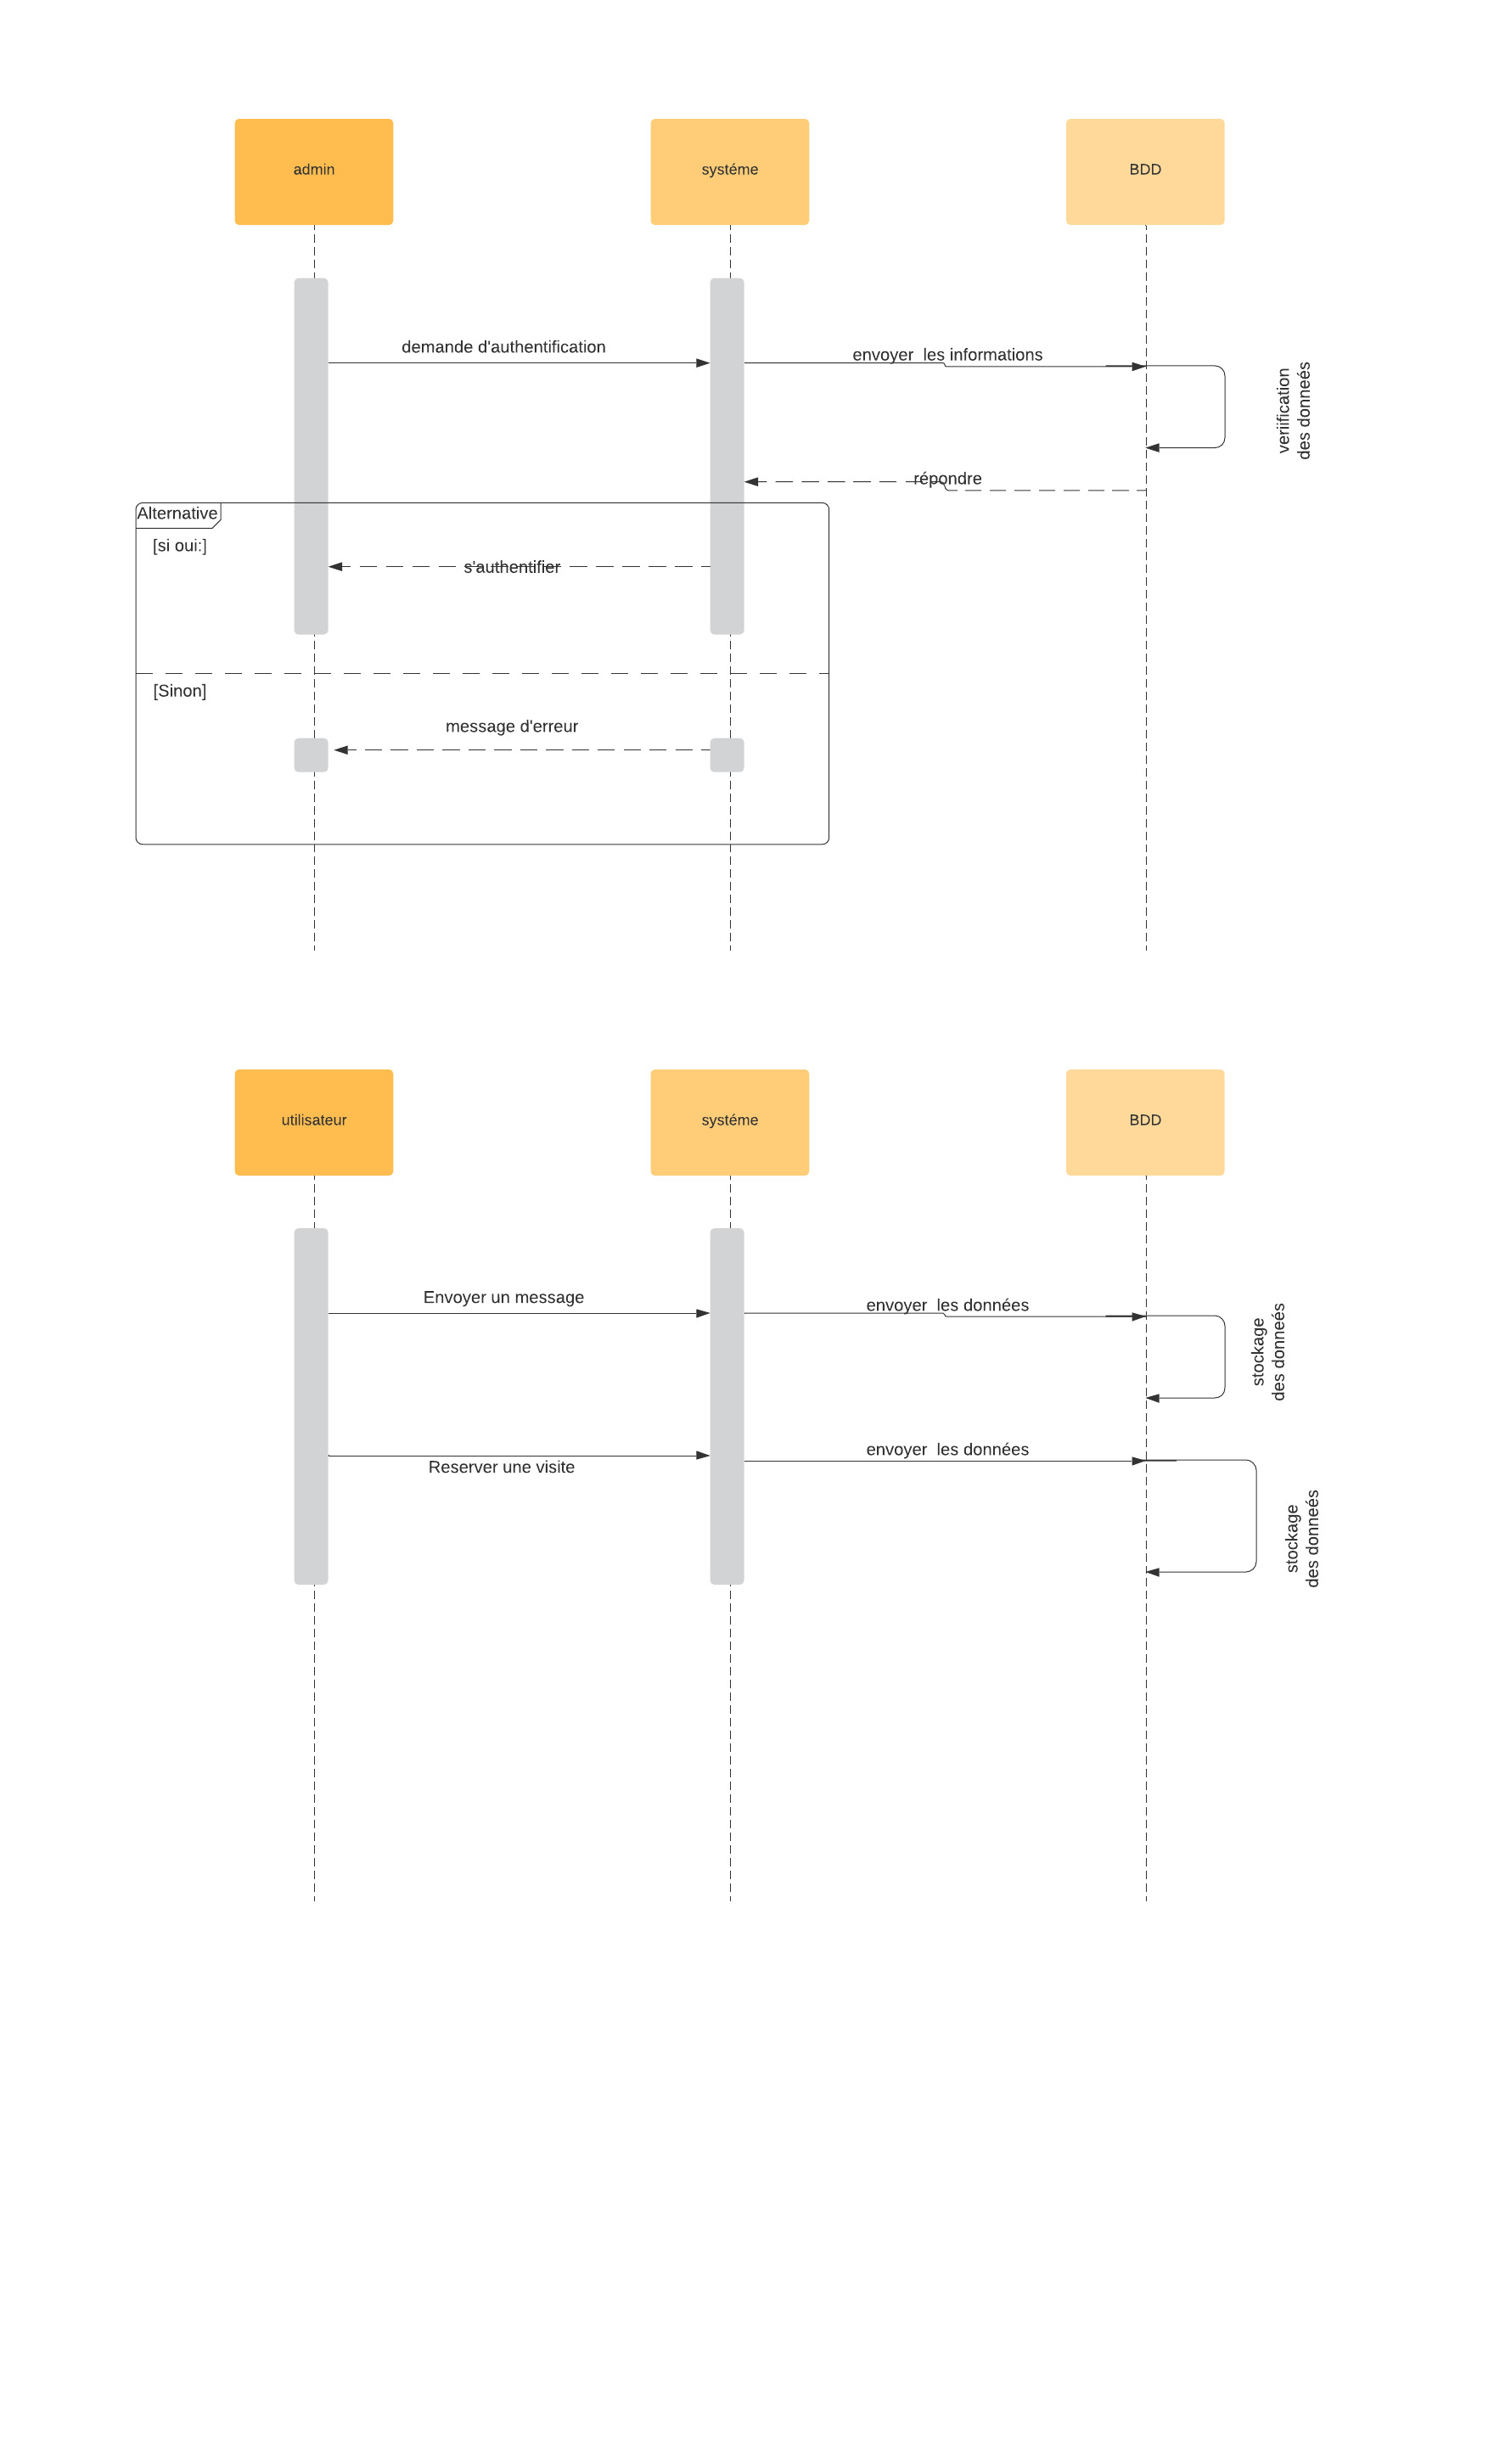 admin
systéme
BDD
demande d'authentification
envoyer  les informations
veriification
des donneés
répondre
Alternative
[si oui:]
s'authentifier
[Sinon]
message d'erreur
utilisateur
systéme
BDD
Envoyer un message
envoyer  les données
stockage
des donneés
Reserver une visite
envoyer  les données
stockage
des donneés